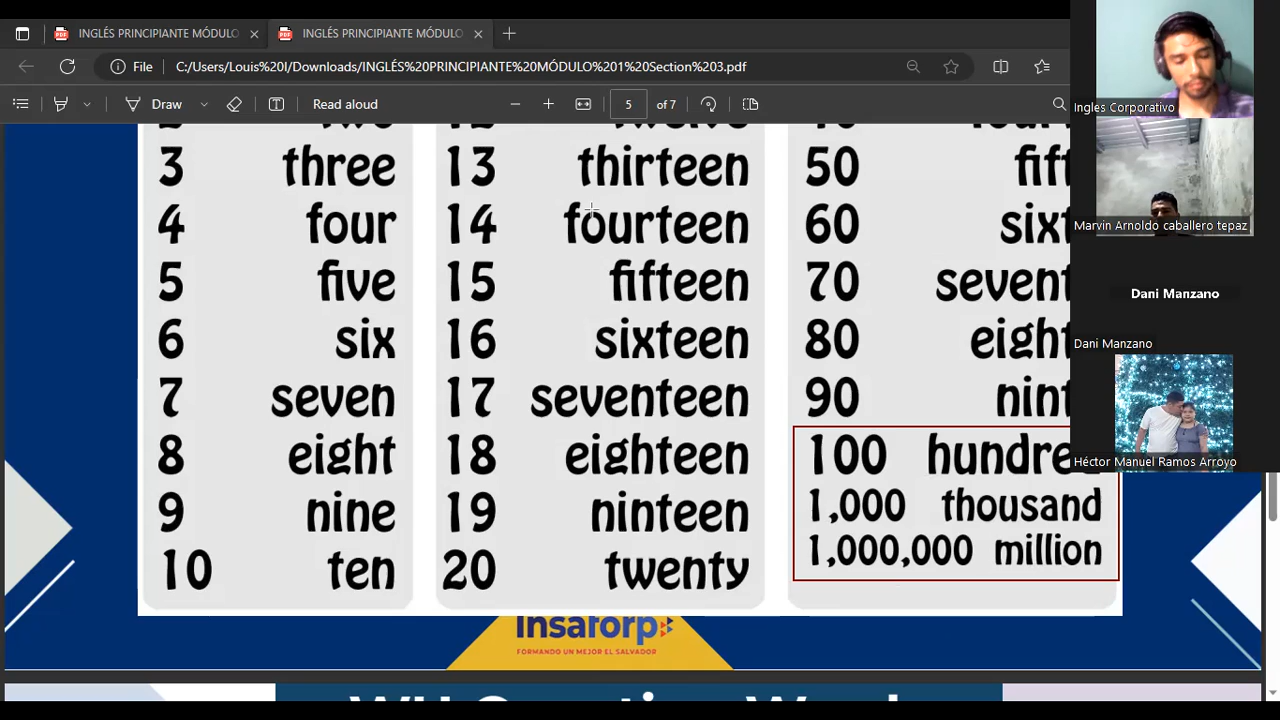 INGLÉS PRINCIPIANTE MÓDULO
INGLÉS PRINCIPIANTE MÓDULO
File
C:/Users/Louis%20I/Downloads/INGLÉS%20PRINCIPIANTE%20MÓDULO%201%20Section%203.pdf
Draw
Read aloud
5 of 7
3 three 13 thirteen 50
4 four 14 fourteen 60
5 five 15 fifteen 70
6 six 16 sixteen 80
7 seven 17 seventeen 90
8 eight 18 eighteen 100
9 nine 19 ninteen 1,000 thousand
10 ten 20 twenty 1,000,000 million
Insaforp
FORMANDO UN MEJOR EL SALVADOR
Ingles Corporativo
Marvin Arnoldo caballero tepaz
Dani Manzano
Dani Manzano
Héctor Manuel Ramos Arroyo